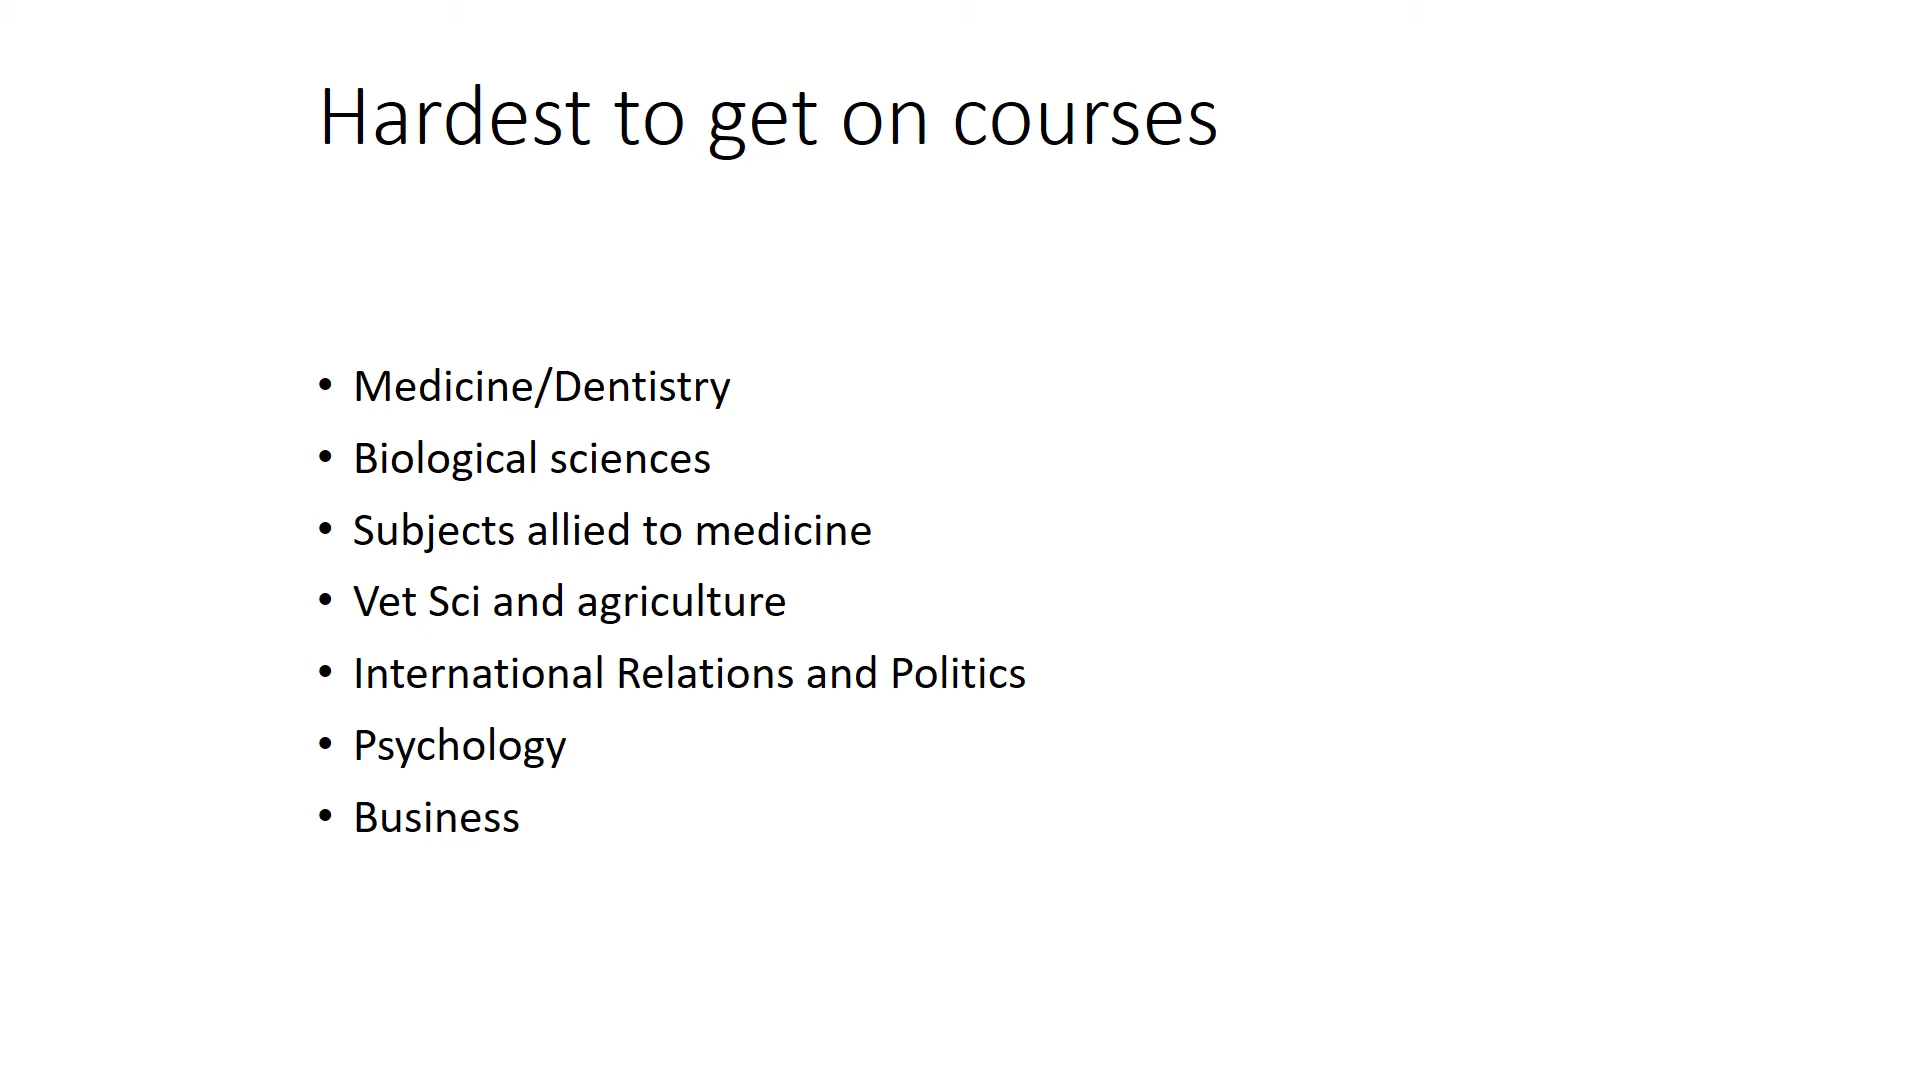 Hardest to get on courses
• Medicine/Dentistry
• Biological sciences
• Subjects allied to medicine
• Vet Sci and agriculture
• International Relations and Politics
• Psychology
• Business